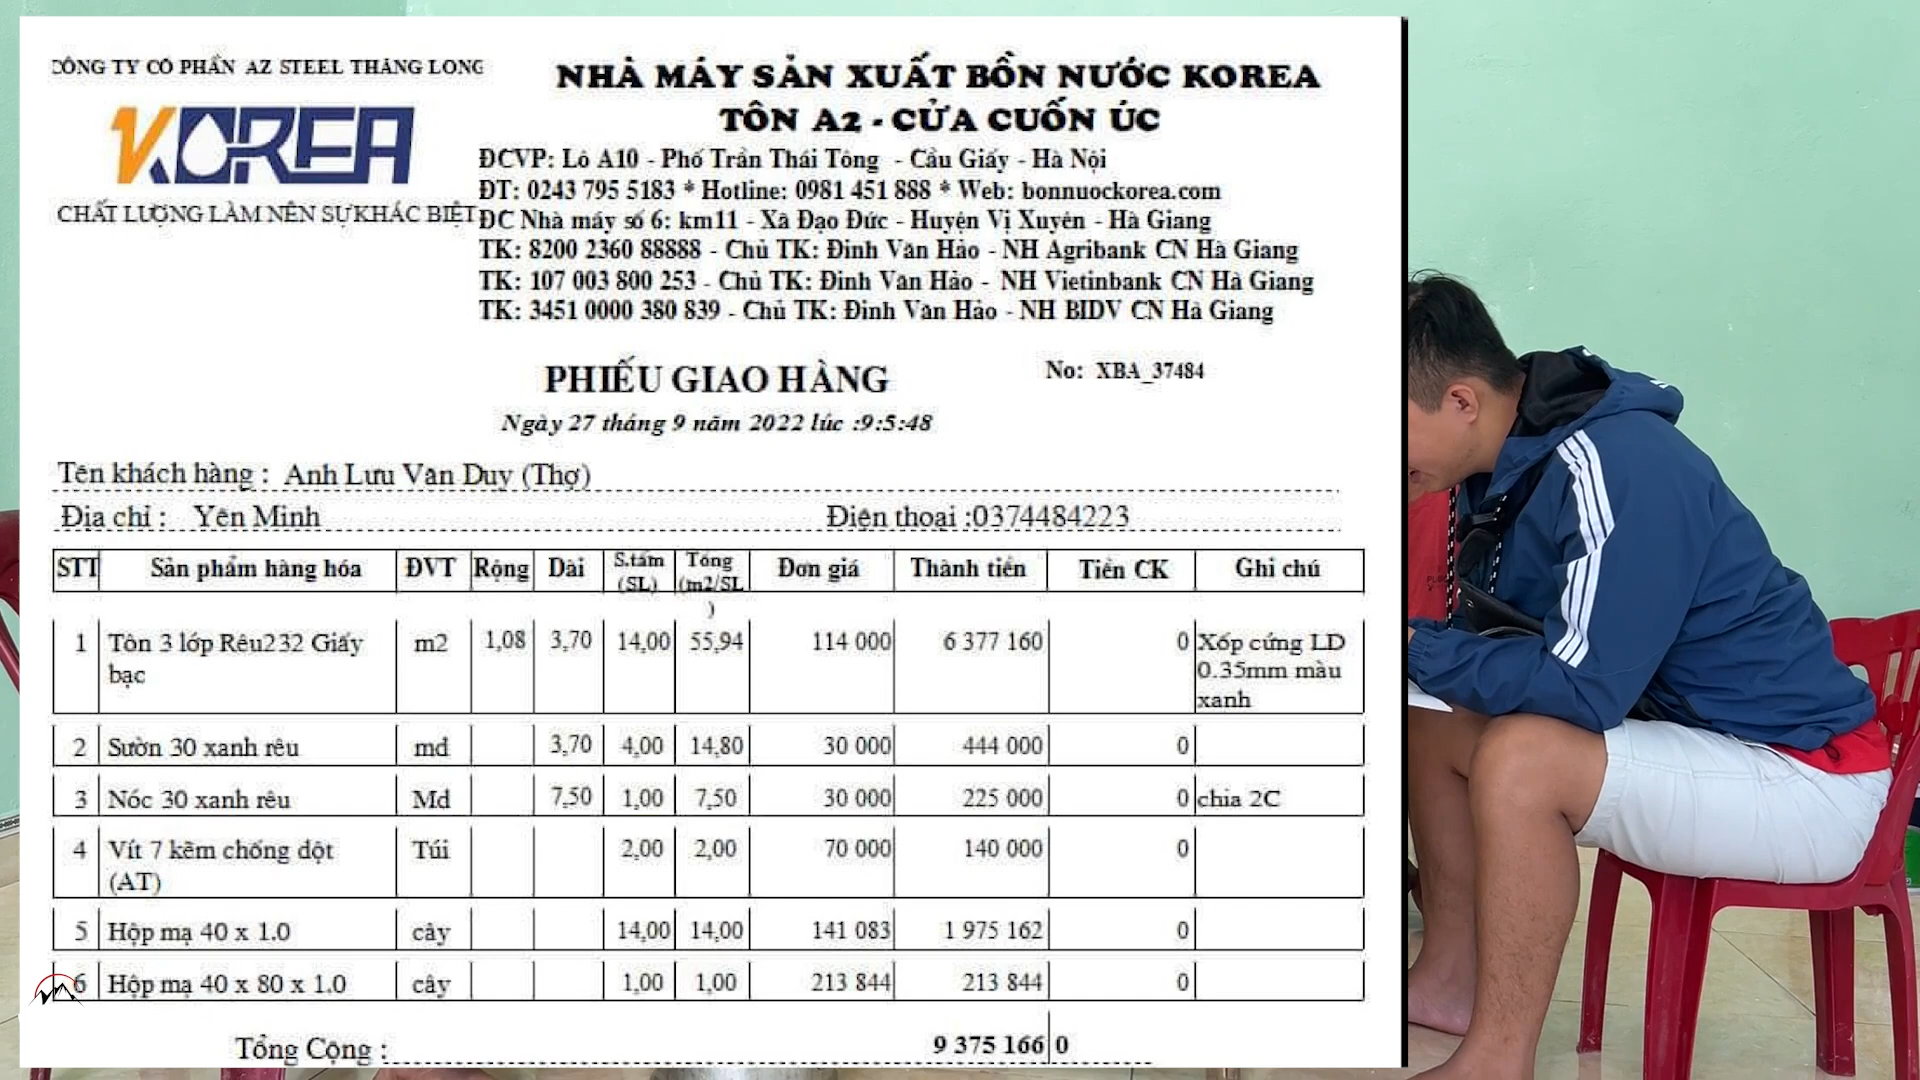 CÔNG TY CỔ PHẦN AZ STEEL THĂNG LONG
KOREA
CHẤT LƯỢNG LÀM NÊN SỰ KHÁC BIỆT
NHÀ MÁY SẢN XUẤT BỒN NƯỚC KOREA
TÔN A2 - CỬA CUỐN ÚC
ĐCVP: Lô A10 - Phố Trần Thái Tông - Cầu Giấy - Hà Nội
ĐT: 0243 795 5183 * Hotline: 0981 451 888 * Web: bonnuockorea.com
ĐC Nhà máy số 6: km11 - Xã Đạo Đức - Huyện Vị Xuyên - Hà Giang
TK: 8200 2360 88888 - Chủ TK: Đinh Văn Hảo - NH Agribank CN Hà Giang
TK: 107 003 800 253 - Chủ TK: Đinh Văn Hảo - NH Vietinbank CN Hà Giang
TK: 3451 0000 380 839 - Chủ TK: Đinh Văn Hảo - NH BIDV CN Hà Giang
PHIẾU GIAO HÀNG
No: XBA_37484
Ngày 27 tháng 9 năm 2022 lúc :9:5:48
Tên khách hàng : Anh Lưu Văn Duy (Thợ)
Địa chỉ : Yên Minh Điện thoại :0374484223
STT Sản phẩm hàng hóa ĐVT Rộng Dài S.tấm (SL) Tổng (m2/SL) Đơn giá Thành tiền Tiền CK Ghi chú
1 Tôn 3 lớp Rêu232 Giấy bạc m2 1,08 3,70 14,00 55,94 114 000 6 377 160 0 Xốp cứng LD 0.35mm màu xanh
2 Sườn 30 xanh rêu md 3,70 4,00 14,80 30 000 444 000 0
3 Nóc 30 xanh rêu Md 7,50 1,00 7,50 30 000 225 000 0 chia 2C
4 Vít 7 kẽm chống dột (AT) Túi 2,00 2,00 70 000 140 000 0
5 Hộp mạ 40 x 1.0 cây 14,00 14,00 141 083 1 975 162 0
6 Hộp mạ 40 x 80 x 1.0 cây 1,00 1,00 213 844 213 844 0
Tổng Cộng : 9 375 166 0